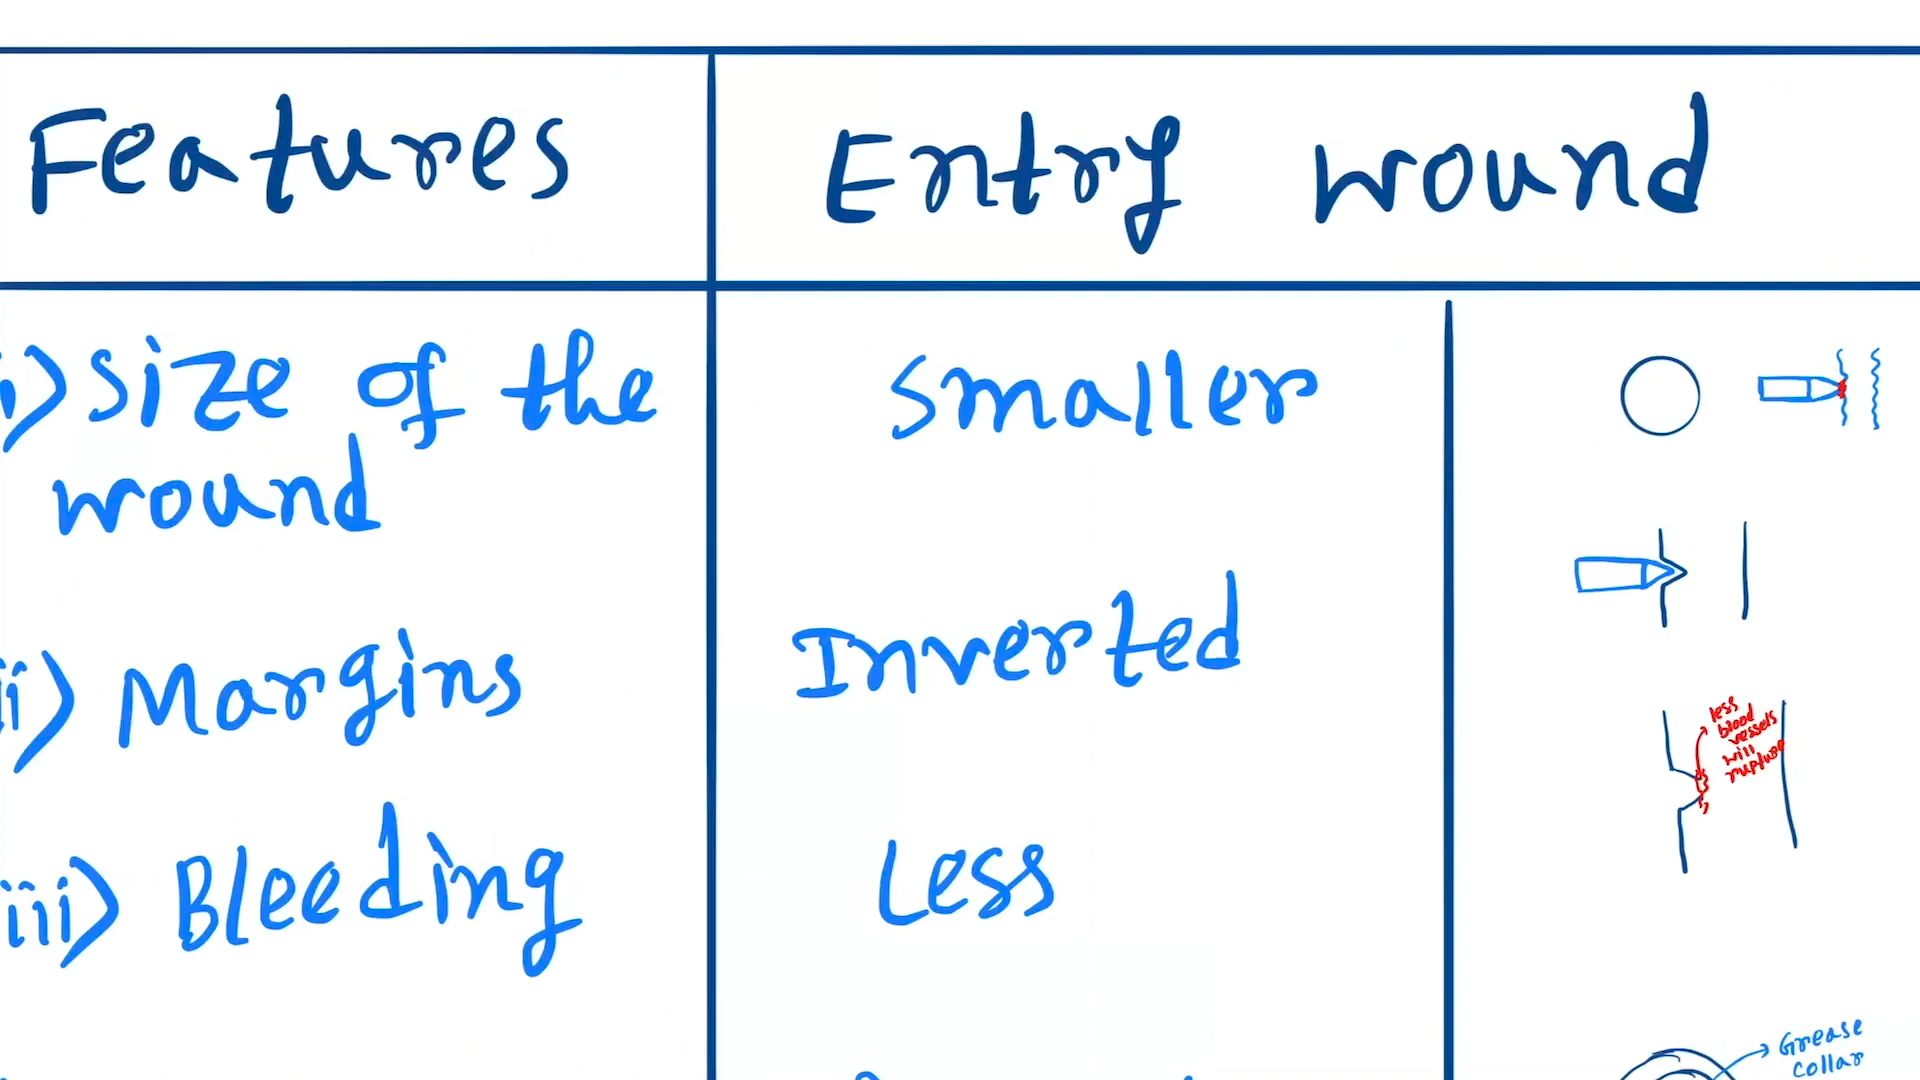 Features
Entry wound
i) Size of the
wound
Smaller
ii) Margins
Inverted
less
blood
vessels
will
rupture
iii) Bleeding
Less
Grease
collar